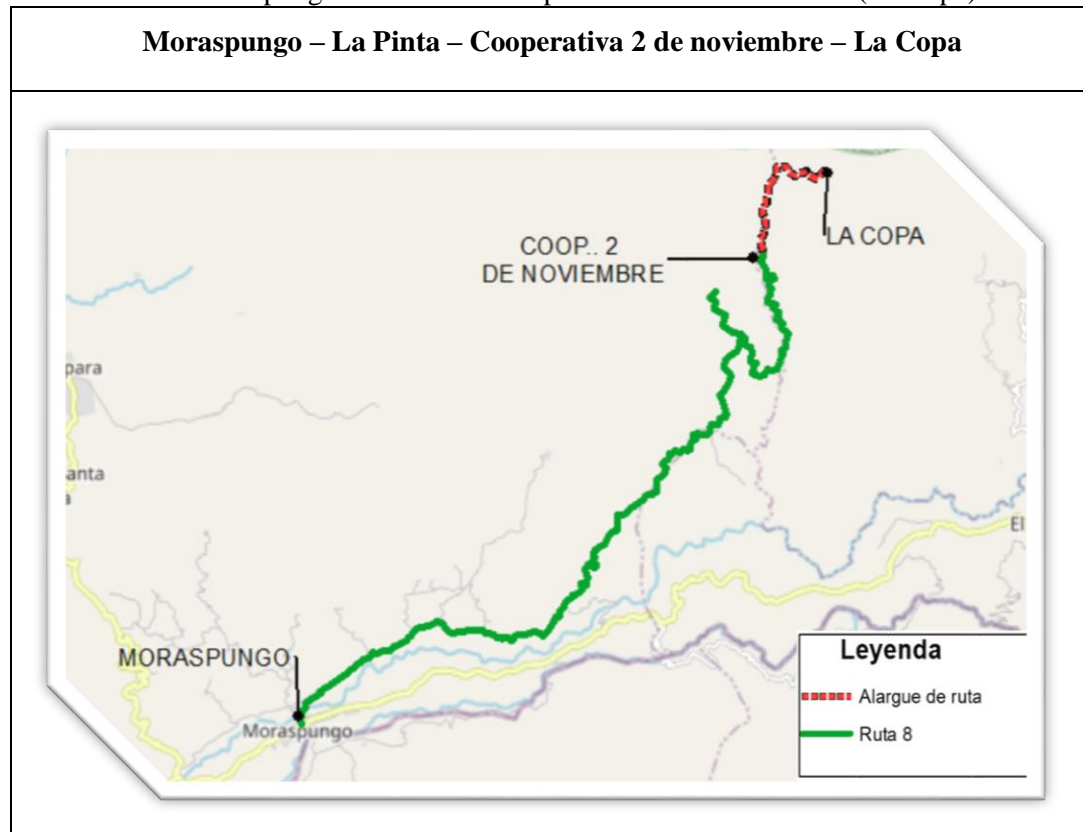 Moraspungo – La Pinta – Cooperativa 2 de noviembre – La Copa
LA COPA
COOP.. 2
DE NOVIEMBRE
para
anta
a
El
MORASPUNGO
Moraspungo
Leyenda
Alargue de ruta
Ruta 8